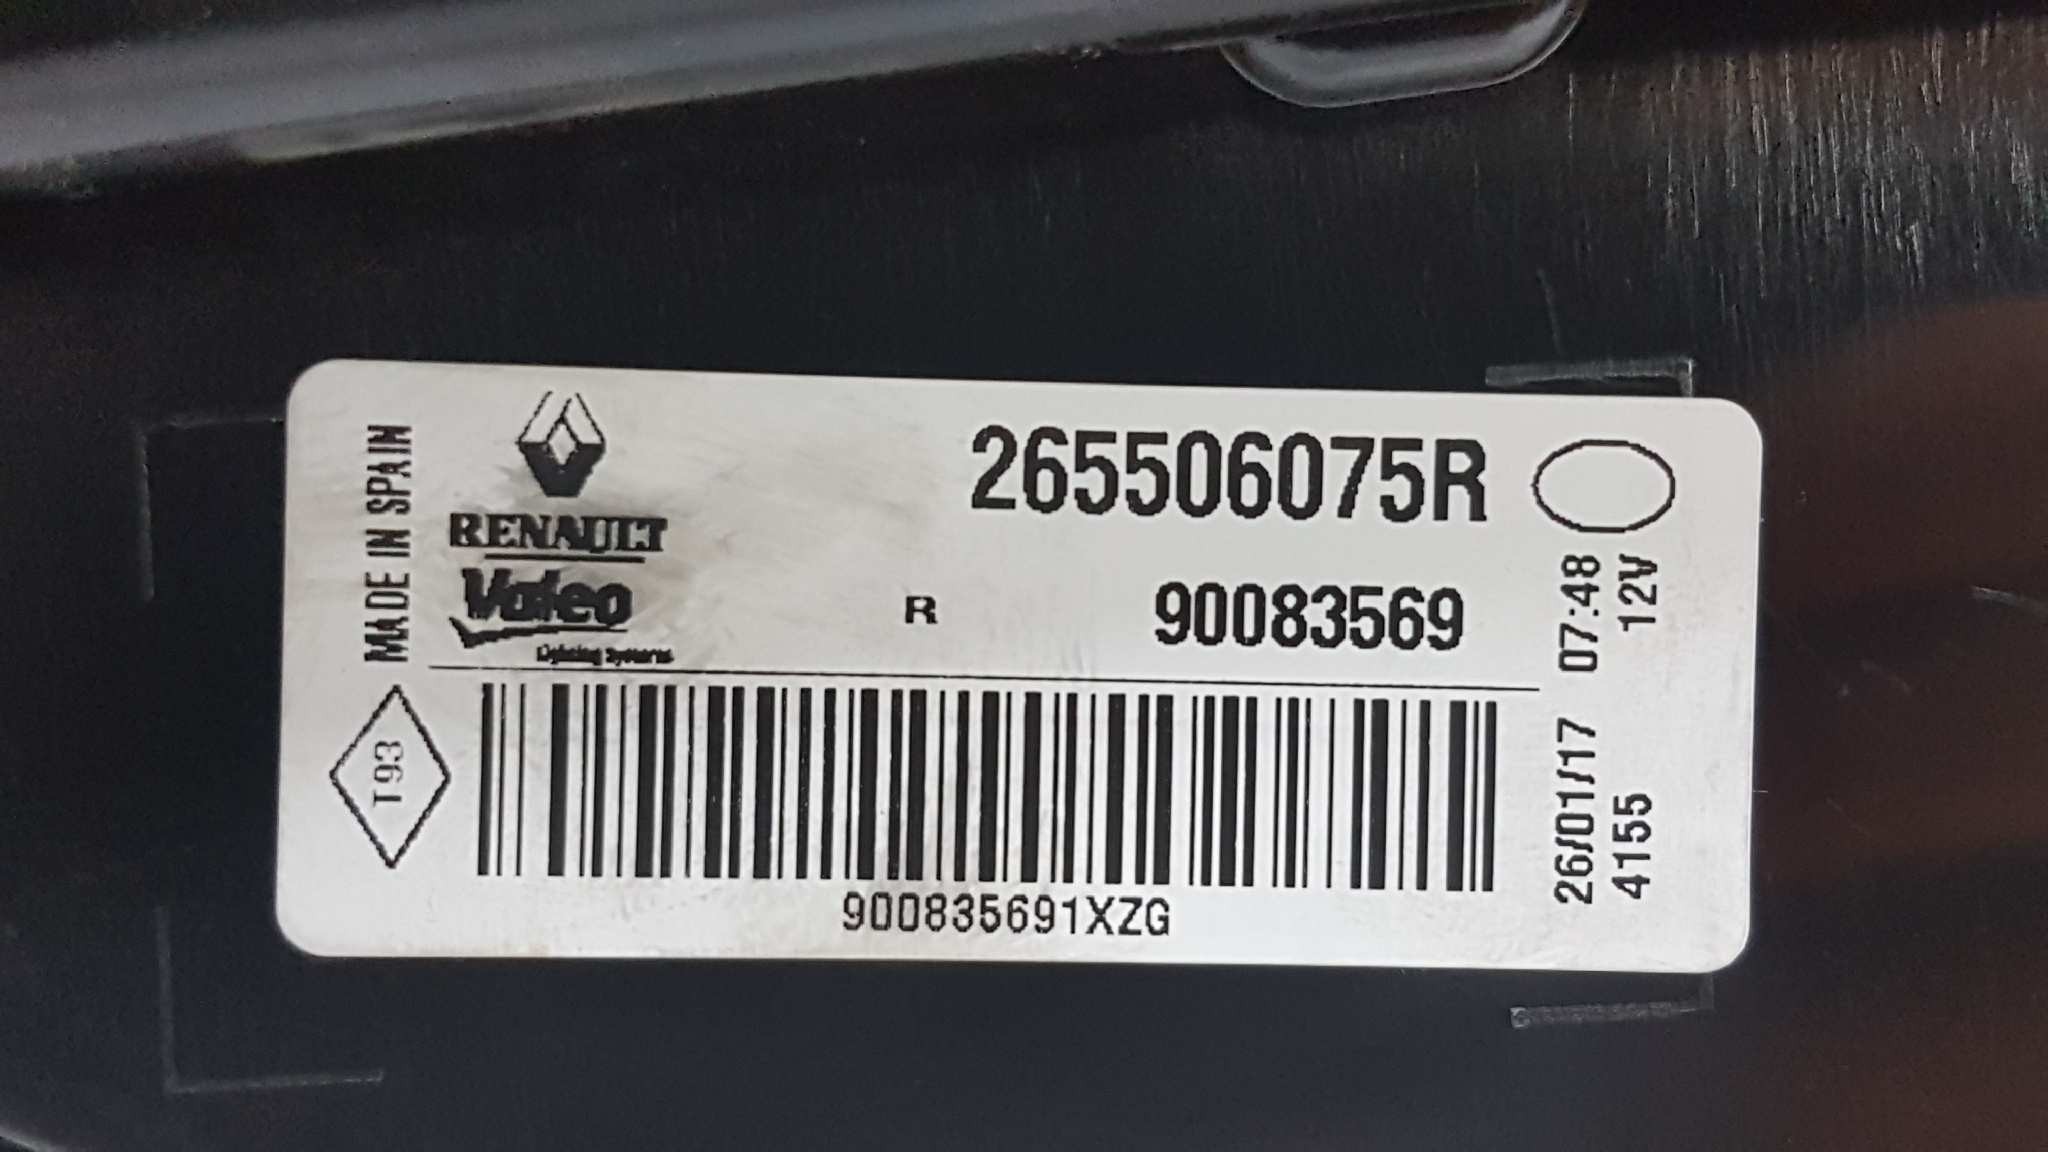 MADE IN SPAIN
RENAULT
Valeo
Lighting Systems
265506075R
R
90083569
T93
900835691XZG
26/01/17 07:48
4155 12V